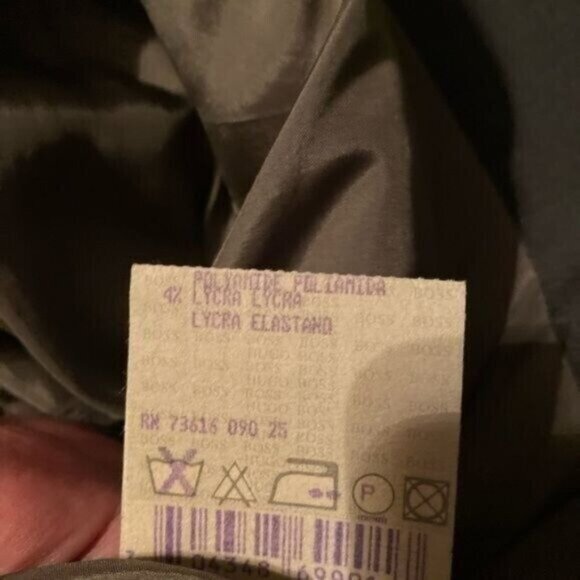 POLYAMIDE POLIAMIDA
4% LYCRA LYCRA
LYCRA ELASTANO
RN 73616 090 25
P